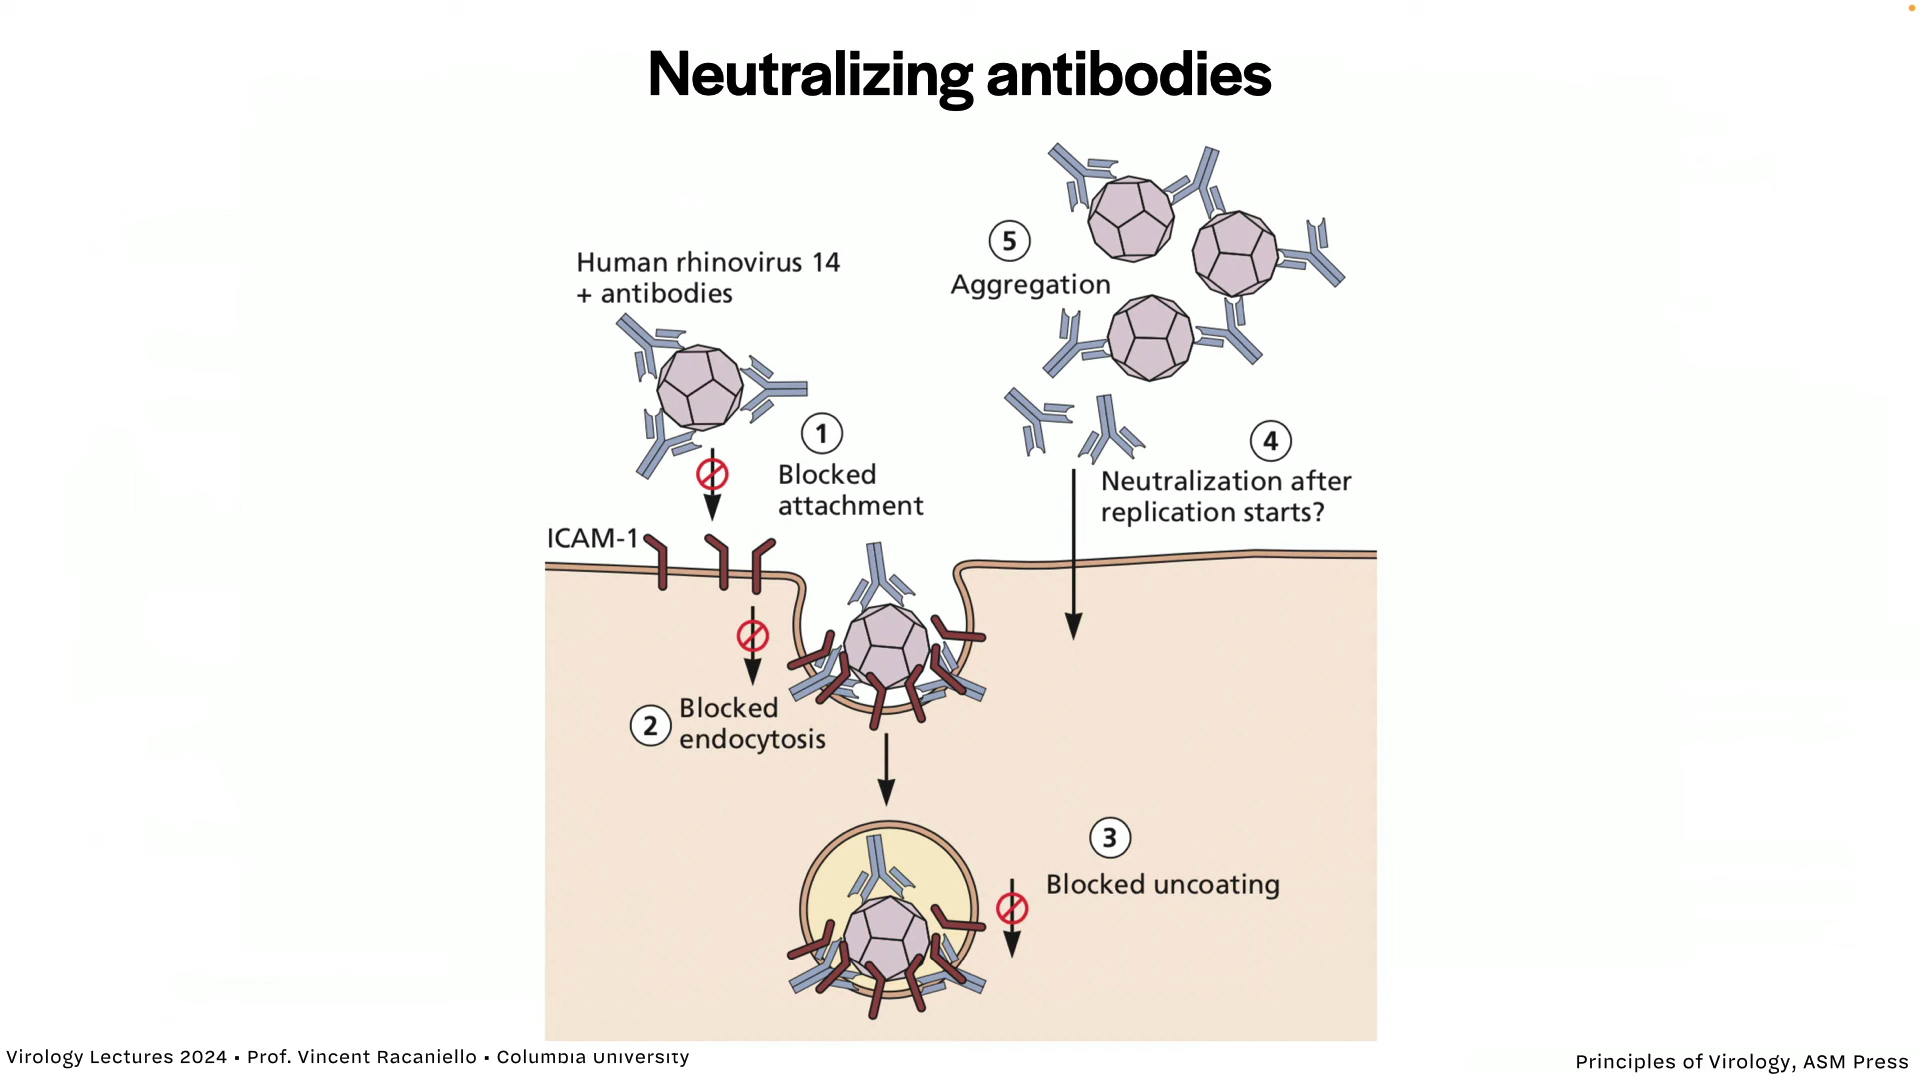 Neutralizing antibodies
Human rhinovirus 14
+ antibodies
1
Blocked
attachment
ICAM-1
2
Blocked
endocytosis
5
Aggregation
4
Neutralization after
replication starts?
3
Blocked uncoating
Virology Lectures 2024 • Prof. Vincent Racaniello • Columbia University
Principles of Virology, ASM Press